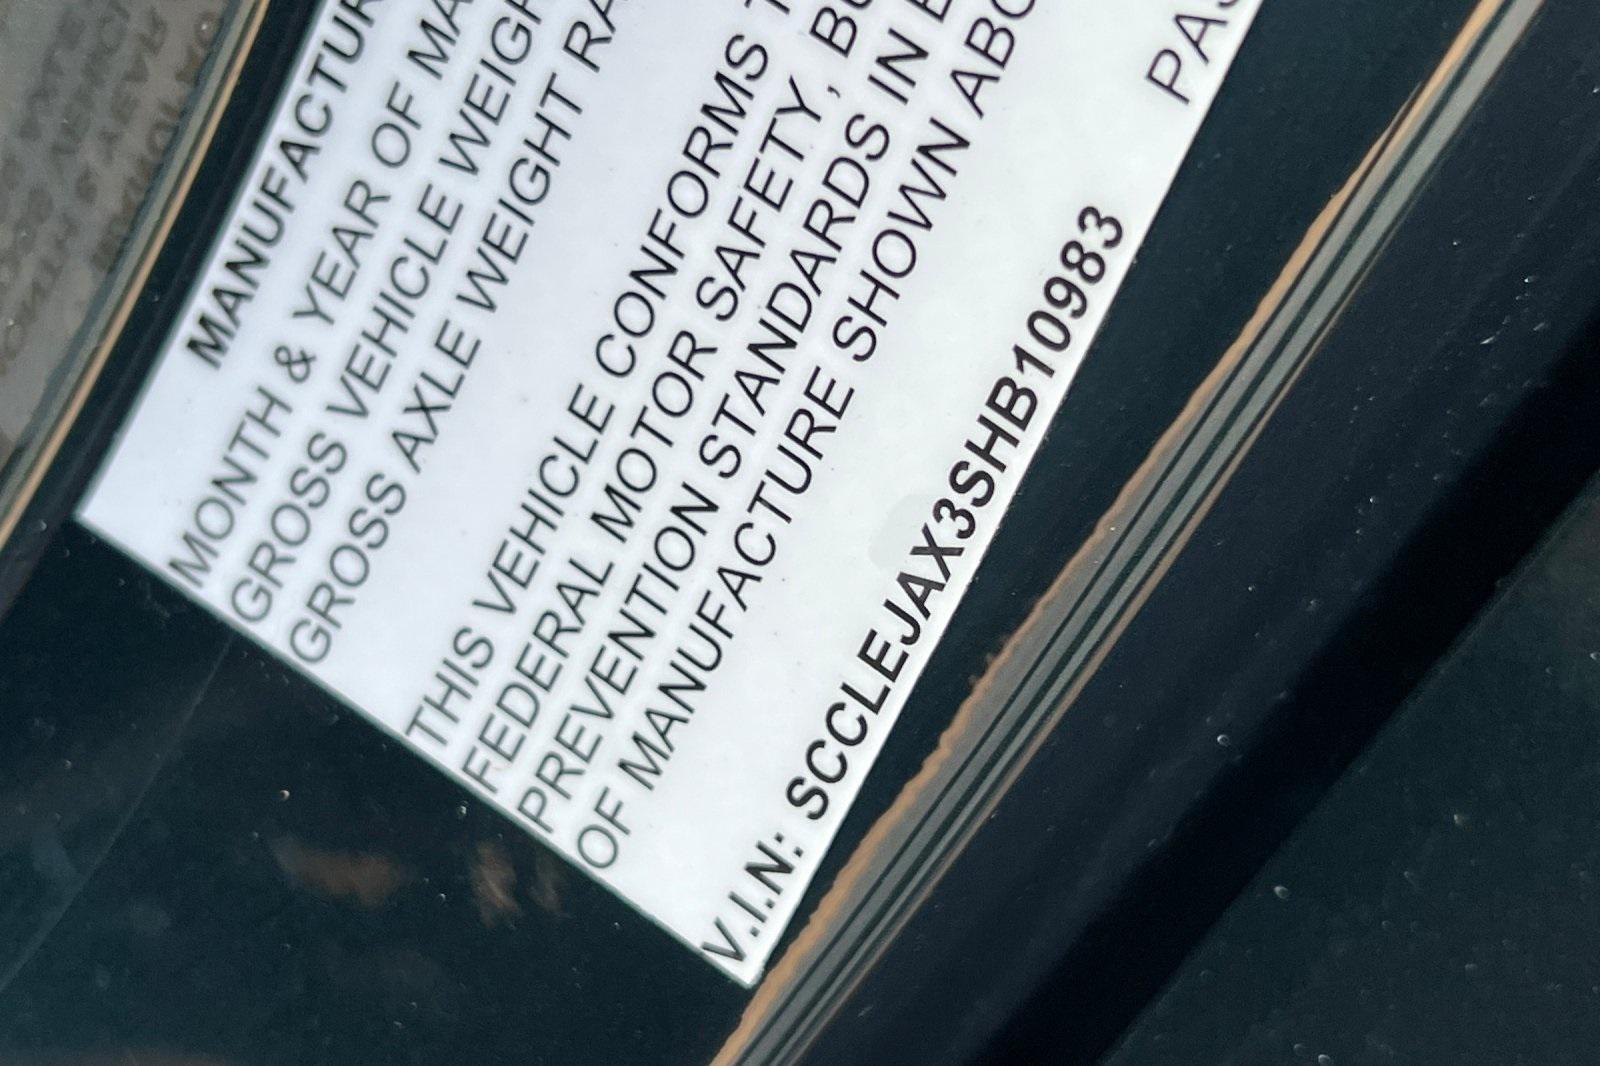 MANUFACTUR
MONTH & YEAR OF MA
GROSS VEHICLE WEIGH
GROSS AXLE WEIGHT RA
THIS VEHICLE CONFORMS T
FEDERAL MOTOR SAFETY, BU
PREVENTION STANDARDS IN E
OF MANUFACTURE SHOWN ABO
V.I.N: SCCLEJAX3SHB10983
PAS